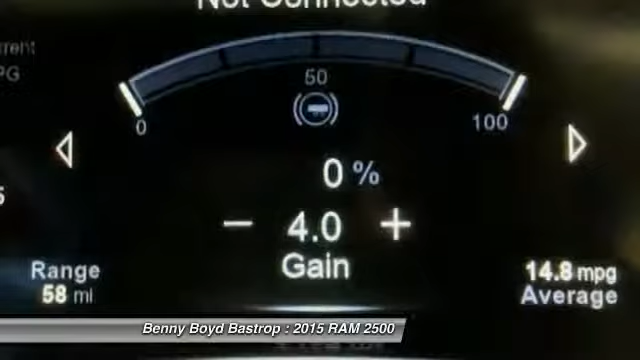 Not Connected
50
0
100
0 %
− 4.0 +
Gain
Range
58 mi
14.8 mpg
Average
Benny Boyd Bastrop : 2015 RAM 2500